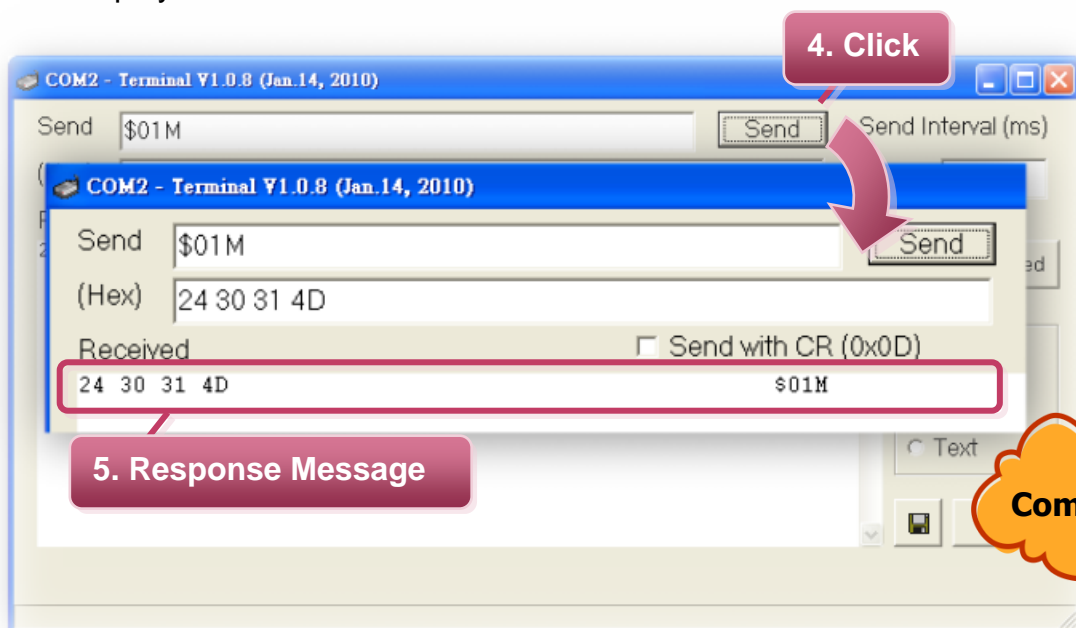 4. Click
COM2 - Terminal V1.0.8 (Jan.14, 2010)
Send $01M Send Send Interval (ms)
COM2 - Terminal V1.0.8 (Jan.14, 2010)
Send $01M Send
(Hex) 24 30 31 4D
Received Send with CR (0x0D)
24 30 31 4D $01M
5. Response Message
Text
Com